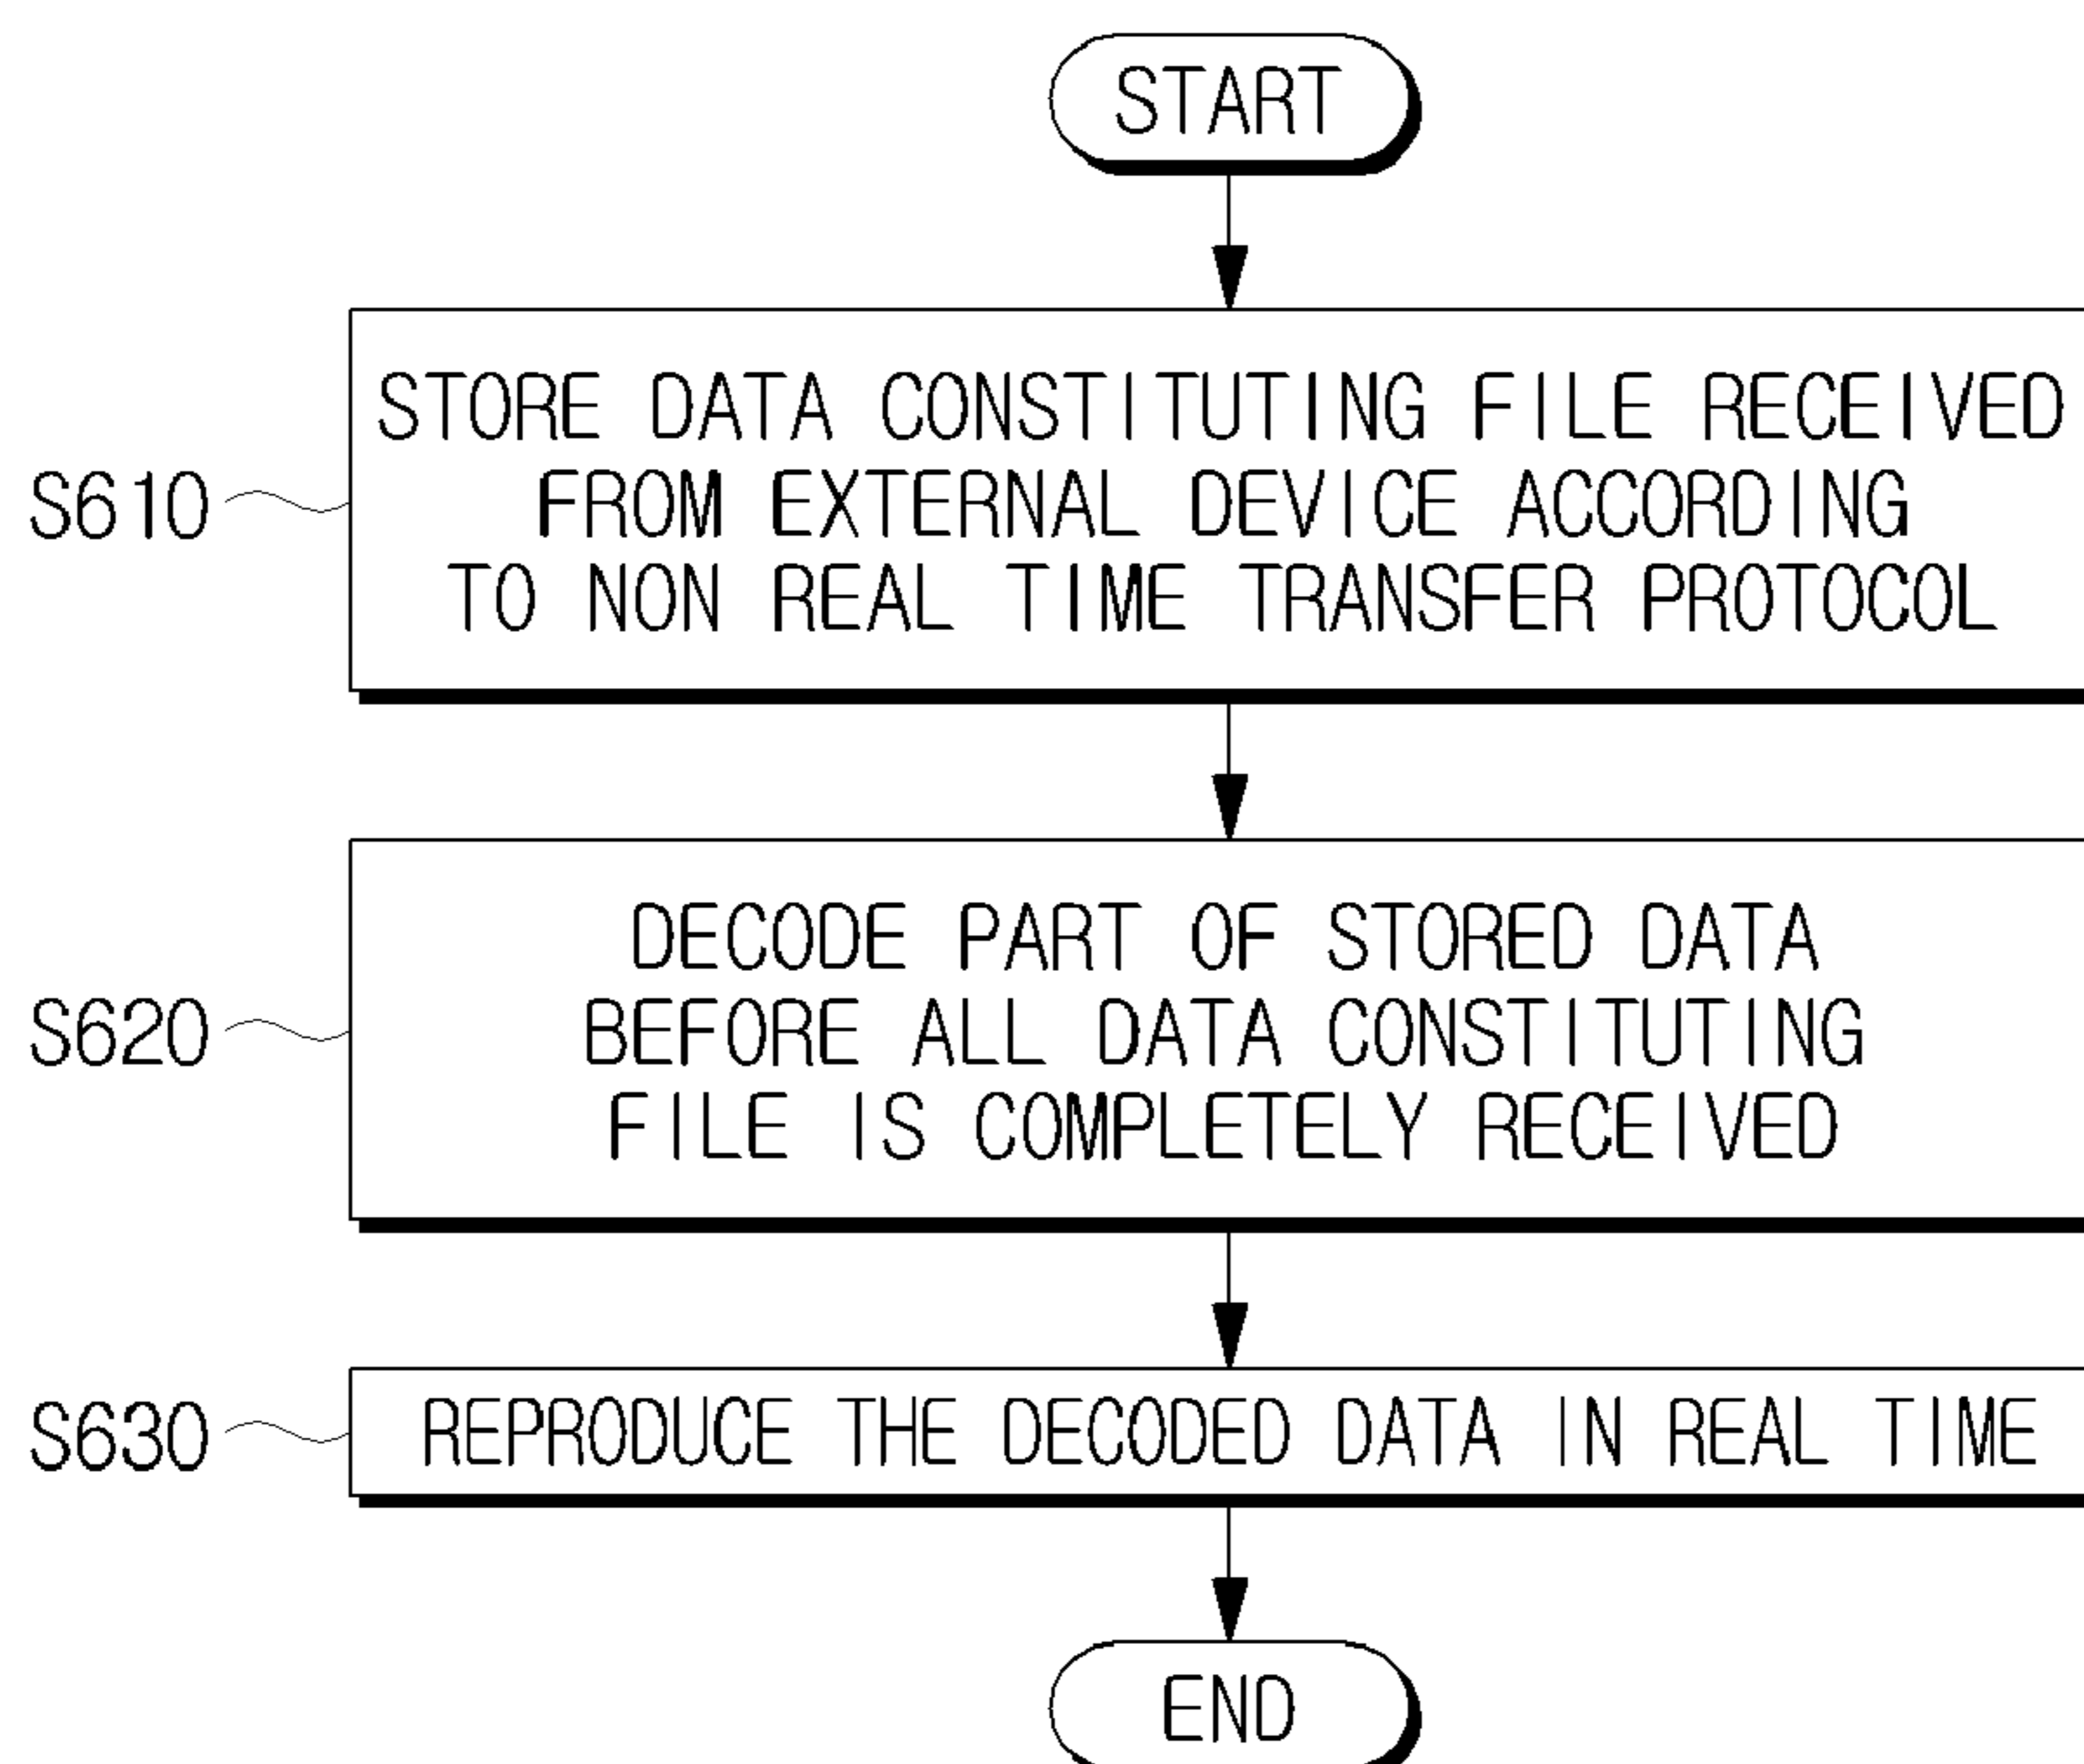 START
STORE DATA CONSTITUTING FILE RECEIVED
S610 FROM EXTERNAL DEVICE ACCORDING
TO NON REAL TIME TRANSFER PROTOCOL
DECODE PART OF STORED DATA
S620 BEFORE ALL DATA CONSTITUTING
FILE IS COMPLETELY RECEIVED
S630 REPRODUCE THE DECODED DATA IN REAL TIME
END